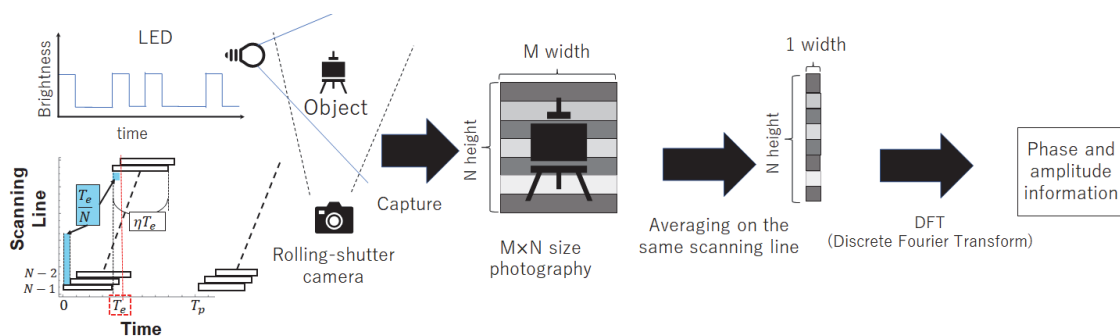 LED
Brightness
time
Object
Capture
Rolling-shutter
camera
Scanning
Line
T_e
N
ηT_e
N − 2
N − 1
0
T_e
T_p
Time
M width
N height
M×N size
photography
Averaging on the
same scanning line
1 width
N height
DFT
(Discrete Fourier Transform)
Phase and
amplitude
information